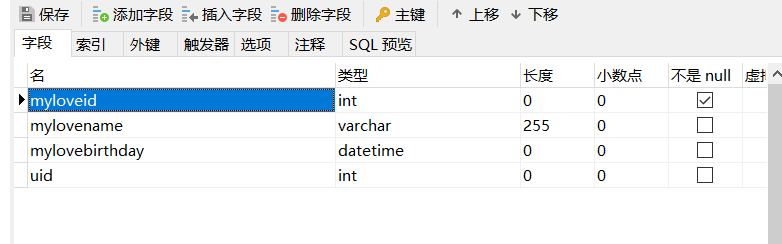 保存 添加字段 插入字段 删除字段 主键 上移 下移
字段 索引 外键 触发器 选项 注释 SQL 预览
名 类型 长度 小数点 不是 null 虚拟
myloveid int 0 0
mylovename varchar 255 0
mylovebirthday datetime 0 0
uid int 0 0